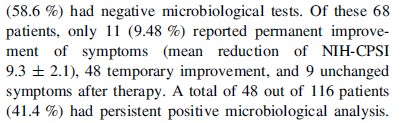 (58.6 %) had negative microbiological tests. Of these 68
patients, only 11 (9.48 %) reported permanent improve-
ment of symptoms (mean reduction of NIH-CPSI
9.3 ± 2.1), 48 temporary improvement, and 9 unchanged
symptoms after therapy. A total of 48 out of 116 patients
(41.4 %) had persistent positive microbiological analysis.